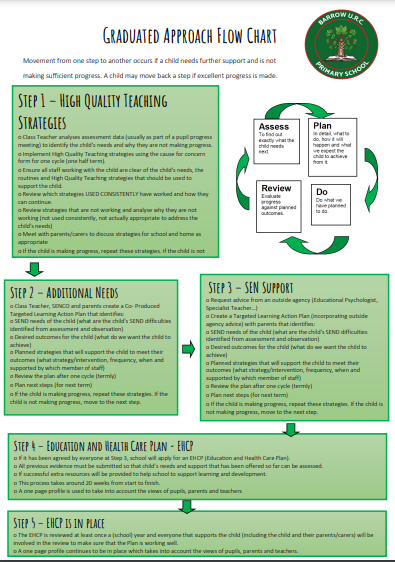 GRADUATED APPROACH FLOW CHART
BARROW U.R.C.
PRIMARY SCHOOL
Movement from one step to another occurs if a child needs further support and is not
making sufficient progress. A child may move back a step if excellent progress is made.
STEP 1 – HIGH QUALITY TEACHING
STRATEGIES
o Class Teacher analyses assessment data (usually as part of a pupil progress
meeting) to identify the child's needs and why they are not making progress.
o Implement High Quality Teaching strategies using the cause for concern
form for one cycle (one half term).
o Ensure all staff working with the child are clear of the child's needs, the
routines and High Quality Teaching strategies that should be used to
support the child.
o Review which strategies USED CONSISTENTLY have worked and how they
can continue.
o Review strategies that are not working and analyse why they are not
working (not used consistently, not actually appropriate to address the
child's needs)
o Meet with parents/carers to discuss strategies for school and home as
appropriate
o If the child is making progress, repeat these strategies. If the child is not
Assess
To find out
exactly what the
child needs
next.
Plan
In detail, what to
do, how it will
happen and what
we expect the
child to achieve
from it.
Review
Evaluate
progress
against planned
outcomes.
Do
Do what we
have planned
to do.
STEP 2 – ADDITIONAL NEEDS
o Class Teacher, SENCO and parents create a Co- Produced
Targeted Learning Action Plan that identifies:
o SEND needs of the child (what are the child's SEND difficulties
identified from assessment and observation)
o Desired outcomes for the child (what do we want the child to
achieve)
o Planned strategies that will support the child to meet their
outcomes (what strategy/intervention, frequency, when and
supported by which member of staff)
o Review the plan after one cycle (termly)
o Plan next steps (for next term)
o If the child is making progress, repeat these strategies. If the
child is not making progress, move to the next step.
STEP 3 – SEN SUPPORT
o Request advice from an outside agency (Educational Psychologist,
Specialist Teacher...)
o Create a Targeted Learning Action Plan (incorporating outside
agency advice) with parents that identifies:
o SEND needs of the child (what are the child's SEND difficulties
identified from assessment and observation)
o Desired outcomes for the child (what do we want the child to
achieve)
o Planned strategies that will support the child to meet their
outcomes (what strategy/intervention, frequency, when and
supported by which member of staff)
o Review the plan after one cycle (termly)
o Plan next steps (for next term)
o If the child is making progress, repeat these strategies. If the child is
not making progress, move to the next step.
STEP 4 – EDUCATION AND HEALTH CARE PLAN - EHCP
o If it has been agreed by everyone at Step 3, school will apply for an EHCP (Education and Health Care Plan).
o All previous evidence must be submitted so that child's needs and support that has been offered so far can be assessed.
o If successful extra resources will be provided to help school to support learning and development.
o This process takes around 20 weeks from start to finish.
o A one page profile is used to take into account the views of pupils, parents and teachers
STEP 5 – EHCP IS IN PLACE
o The EHCP is reviewed at least once a (school) year and everyone that supports the child (including the child and their parents/carers) will be
involved in the review to make sure that the Plan is working well.
o A one page profile continues to be in place which takes into account the views of pupils, parents and teachers.